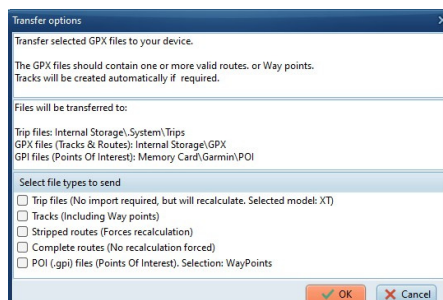 Transfer options
Transfer selected GPX files to your device.
The GPX files should contain one or more valid routes. or Way points.
Tracks will be created automatically if required.
Files will be transferred to:
Trip files: Internal Storage\.System\Trips
GPX files (Tracks & Routes): Internal Storage\GPX
GPI files (Points Of Interest): Memory Card\Garmin\POI
Select file types to send
Trip files (No import required, but will recalculate. Selected model: XT)
Tracks (Including Way points)
Stripped routes (Forces recalculation)
Complete routes (No recalculation forced)
POI (.gpi) files (Points Of Interest). Selection: WayPoints
OK
Cancel